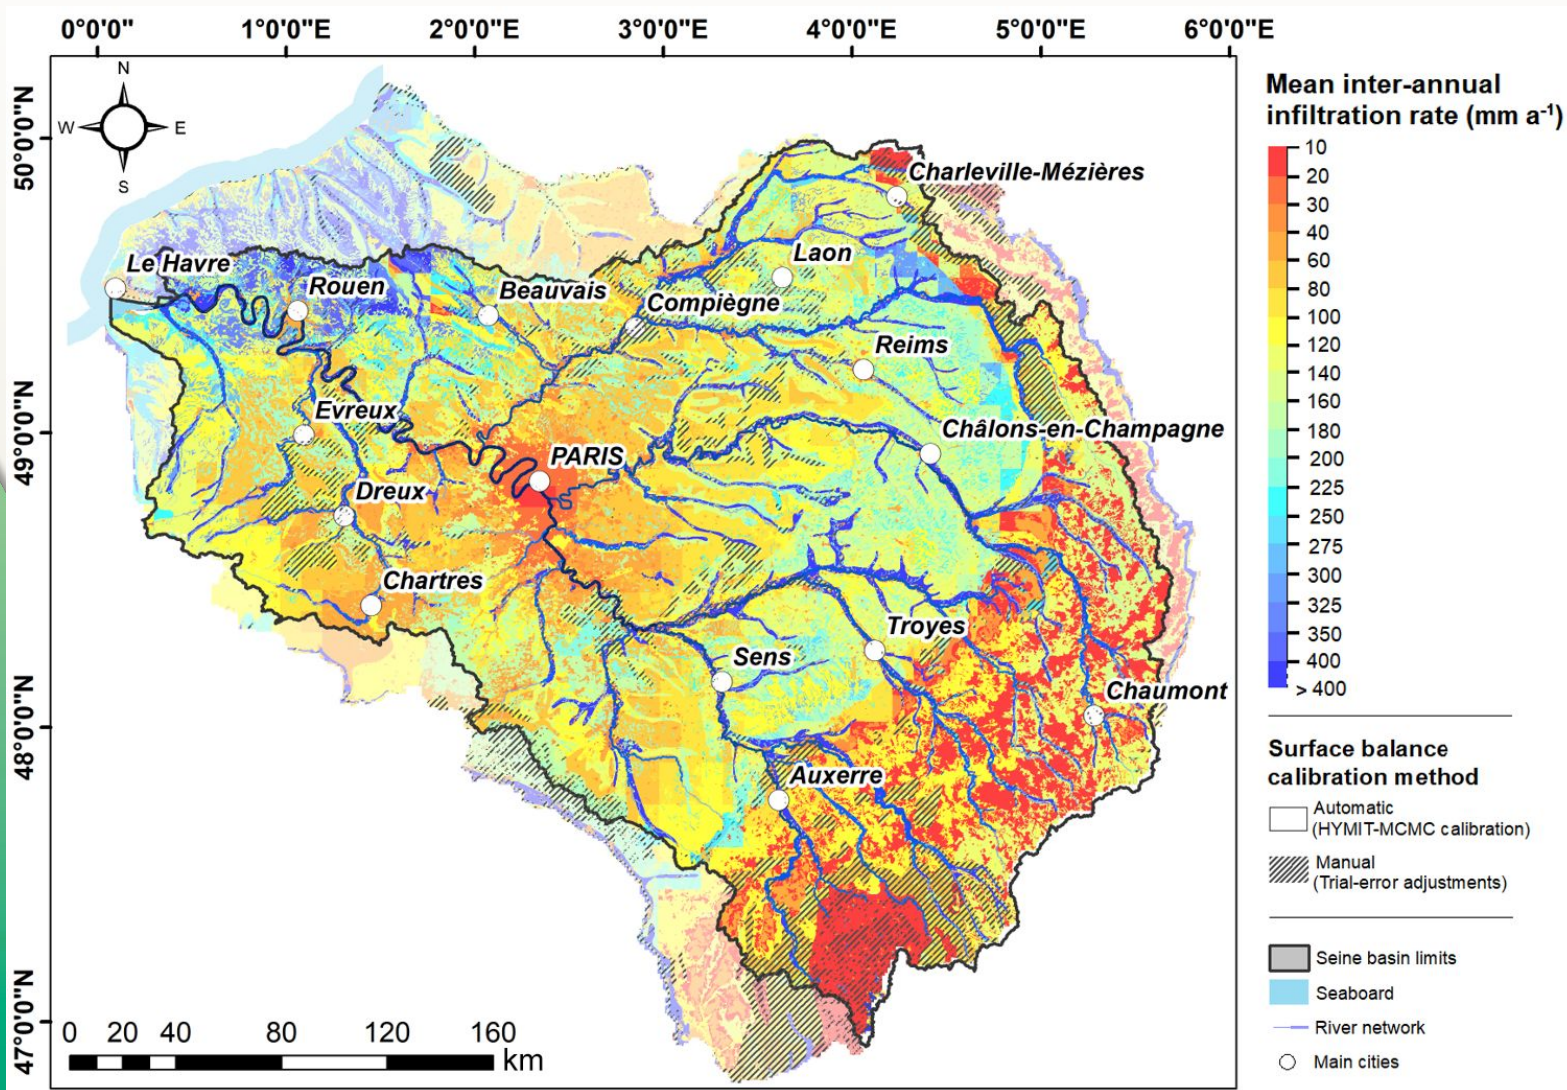 0°0'0"
1°0'0"E
2°0'0"E
3°0'0"E
4°0'0"E
5°0'0"E
6°0'0"E
50°0'0"N
49°0'0"N
48°0'0"N
47°0'0"N
N
W
E
S
Charleville-Mézières
Le Havre
Rouen
Beauvais
Laon
Compiègne
Reims
Evreux
Châlons-en-Champagne
PARIS
Dreux
Chartres
Troyes
Sens
Chaumont
Auxerre
0 20 40 80 120 160
km
Mean inter-annual
infiltration rate (mm a⁻¹)
10
20
30
40
60
80
100
120
140
160
180
200
225
250
275
300
325
350
400
> 400
Surface balance
calibration method
Automatic
(HYMIT-MCMC calibration)
Manual
(Trial-error adjustments)
Seine basin limits
Seaboard
River network
Main cities